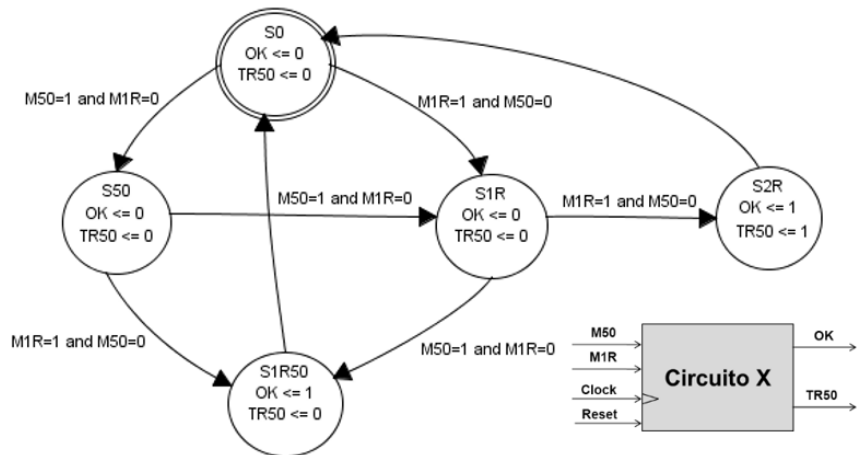 S0
OK <= 0
TR50 <= 0
M50=1 and M1R=0
M1R=1 and M50=0
S50
OK <= 0
TR50 <= 0
M50=1 and M1R=0
S1R
OK <= 0
TR50 <= 0
M1R=1 and M50=0
S2R
OK <= 1
TR50 <= 1
M1R=1 and M50=0
M50=1 and M1R=0
S1R50
OK <= 1
TR50 <= 0
M50
M1R
Clock
Reset
Circuito X
OK
TR50